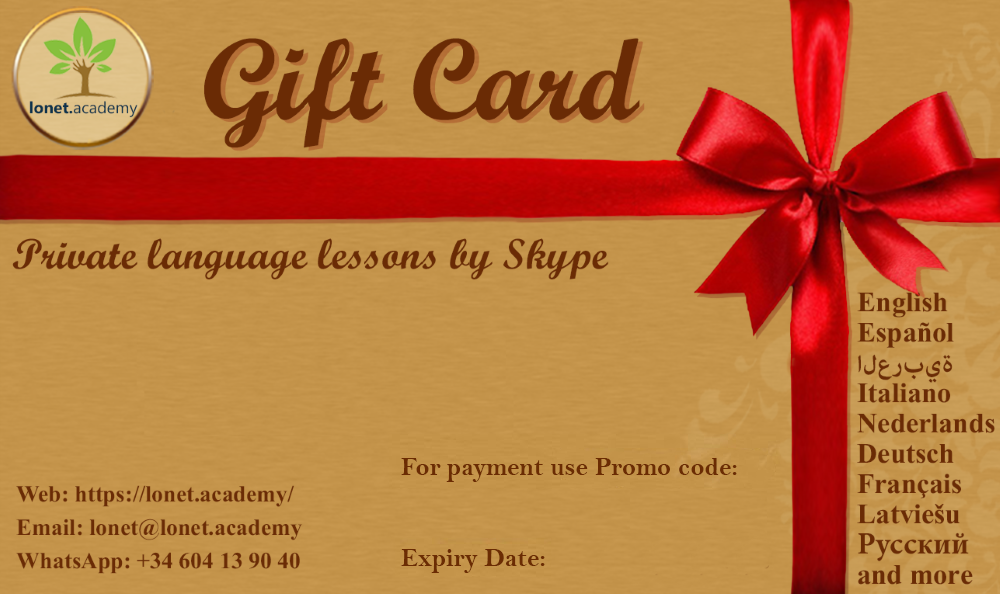 lonet.academy
Gift Card
Private language lessons by Skype
English
Español
ةيبرعلا
Italiano
Nederlands
Deutsch
Français
Latviešu
Русский
and more
For payment use Promo code:
Expiry Date:
Web: https://lonet.academy/
Email: lonet@lonet.academy
WhatsApp: +34 604 13 90 40